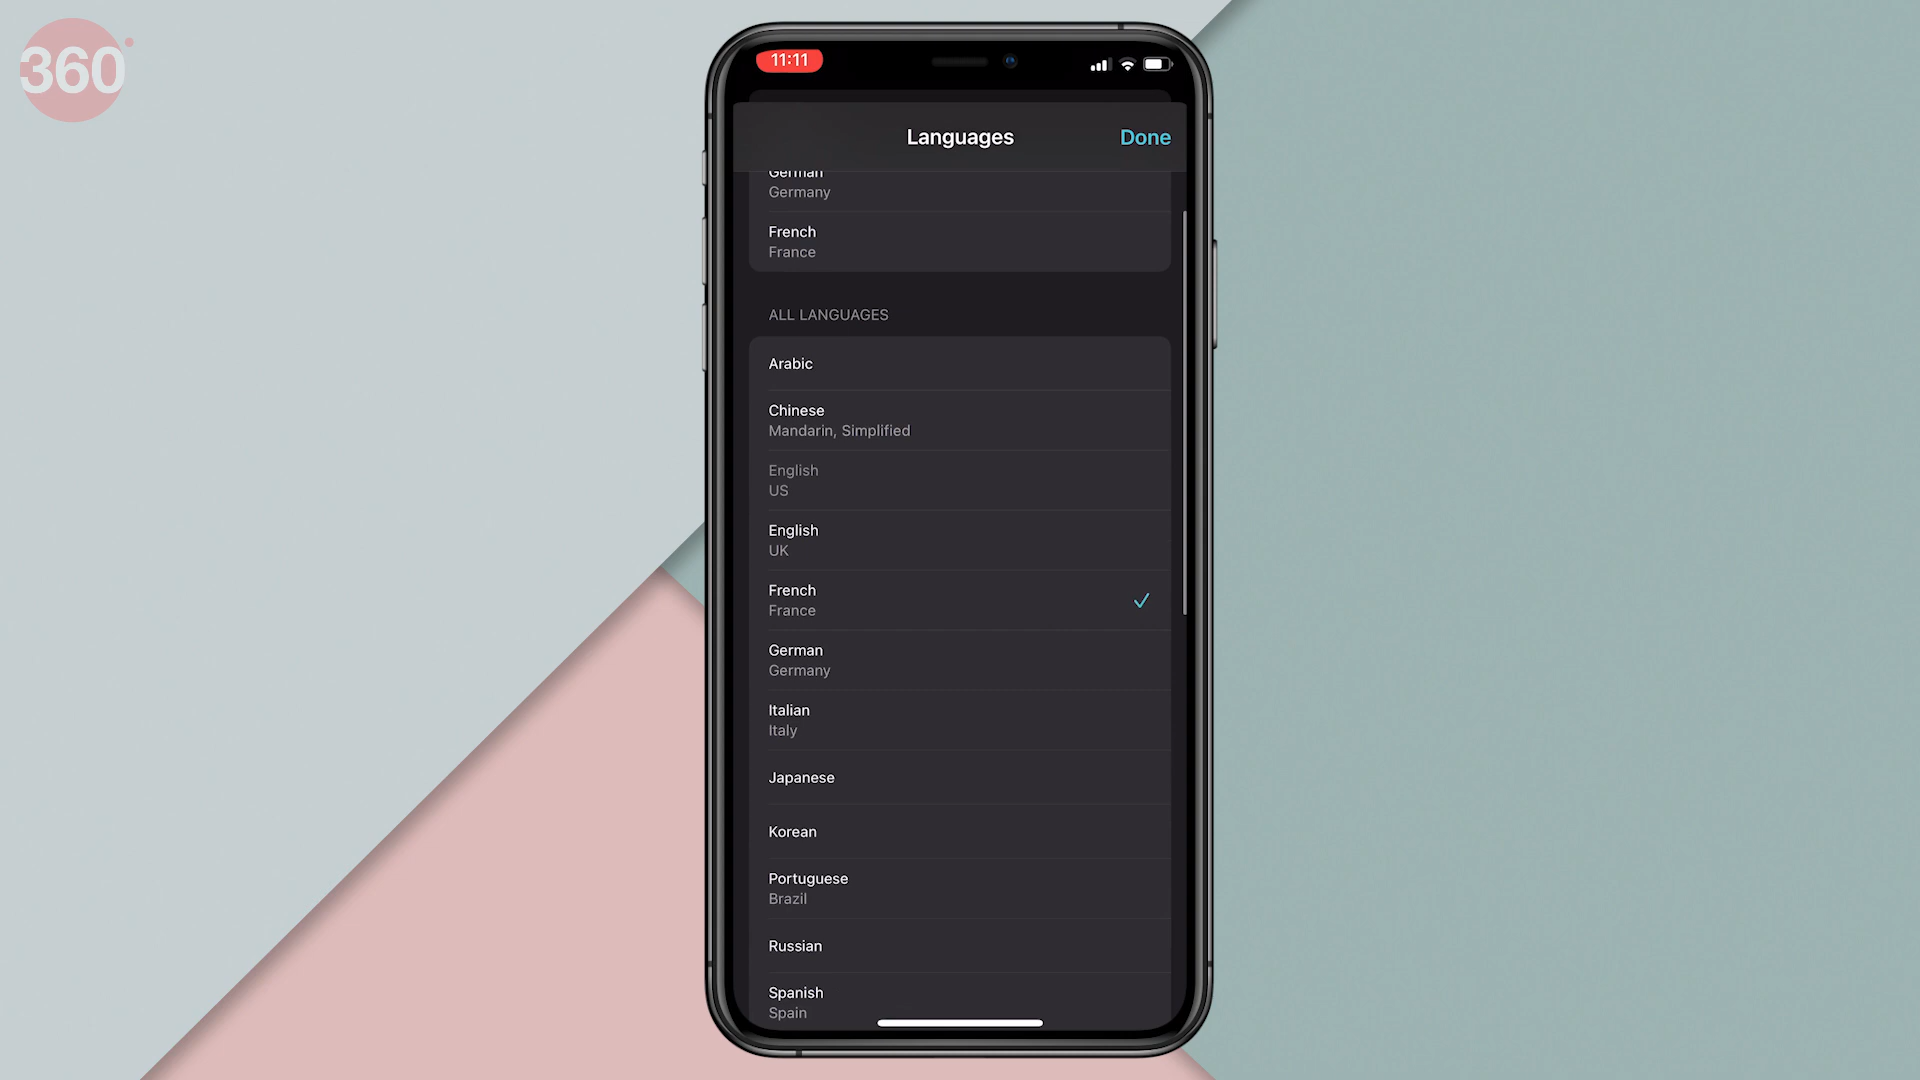 360
11:11
Languages
Done
German
Germany
French
France
ALL LANGUAGES
Arabic
Chinese
Mandarin, Simplified
English
US
English
UK
French
France
German
Germany
Italian
Italy
Japanese
Korean
Portuguese
Brazil
Russian
Spanish
Spain